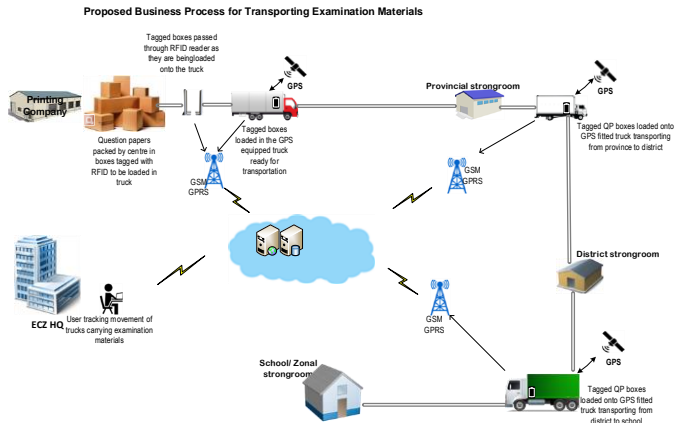 Proposed Business Process for Transporting Examination Materials
Tagged boxes passed
through RFID reader as
they are beingloaded
onto the truck
GPS
Provincial strongroom
GPS
Printing
Company
Question papers
packed by centre in
boxes tagged with
RFID to be loaded in
truck
Tagged boxes
loaded in the GPS
equipped truck
ready for
transportation
Tagged QP boxes loaded onto
GPS fitted truck transporting
from province to district
GSM
GPRS
GSM
GPRS
District strongroom
ECZ HQ
User tracking movement of
trucks carrying examination
materials
GSM
GPRS
School/ Zonal
strongroom
GPS
Tagged QP boxes
loaded onto GPS fitted
truck transporting from
district to school